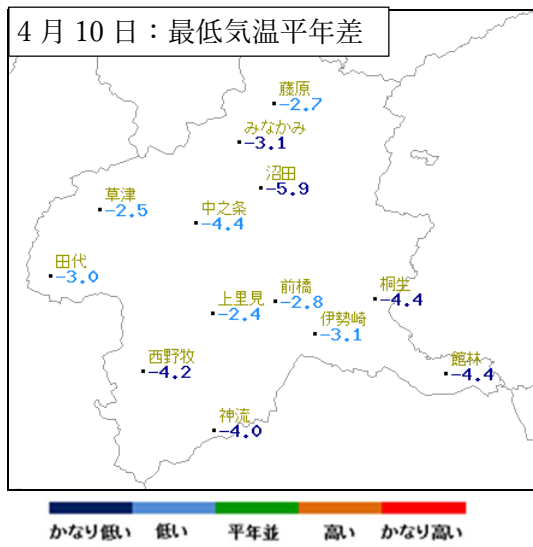 4月10日：最低気温平年差
藤原
-2.7
みなかみ
-3.1
沼田
-5.9
草津
-2.5
中之条
-4.4
田代
-3.0
上里見
-2.4
前橋
-2.8
桐生
-4.4
伊勢崎
-3.1
西野牧
-4.2
館林
-4.4
神流
-4.0
かなり低い 低い 平年並 高い かなり高い